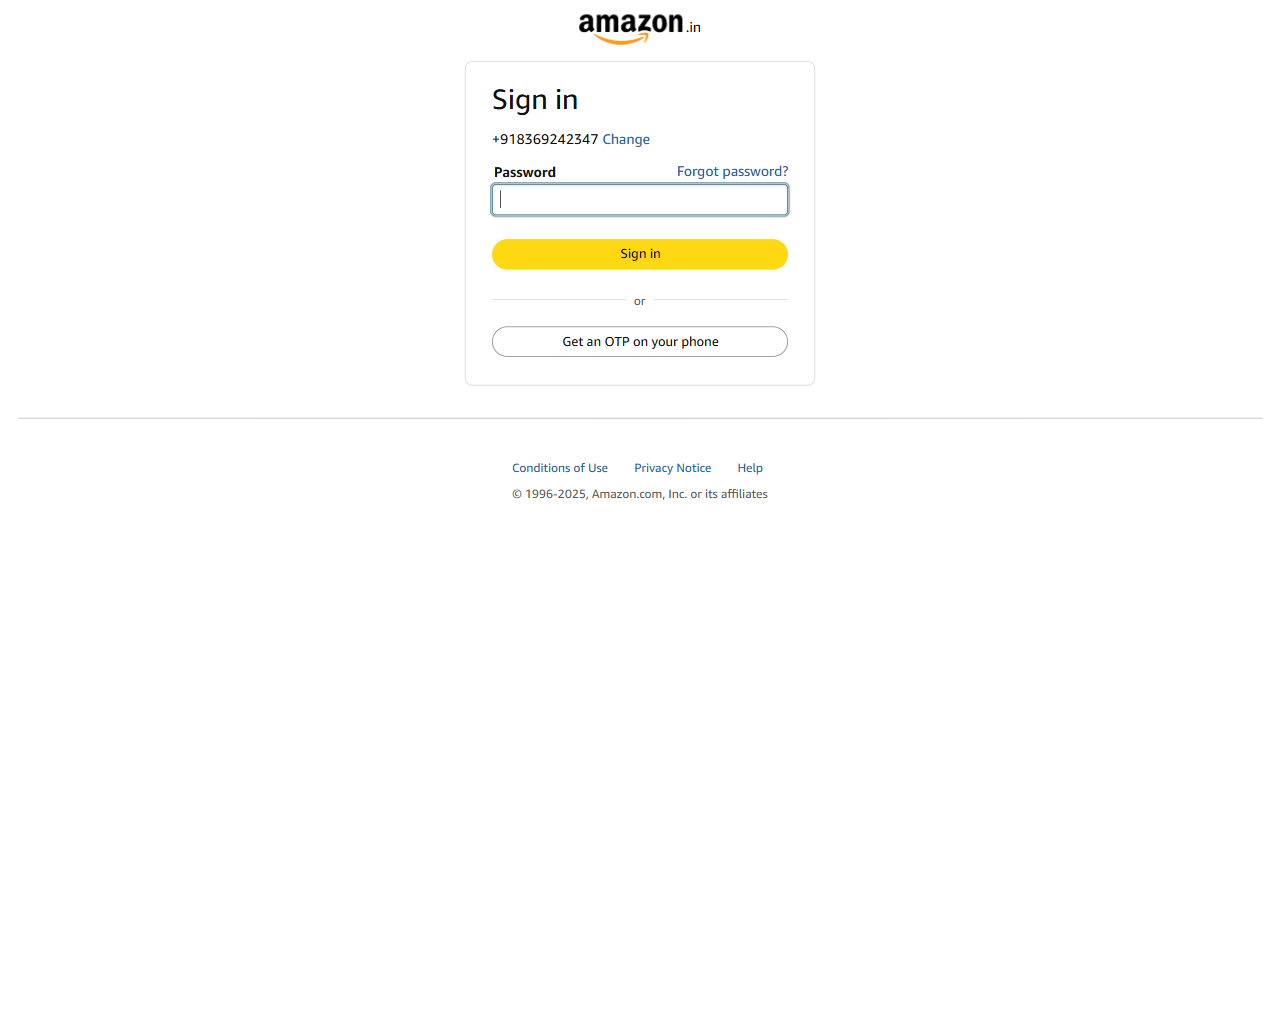 amazon.in
Sign in
+918369242347 Change
Password Forgot password?
Sign in
or
Get an OTP on your phone
Conditions of Use Privacy Notice Help
© 1996-2025, Amazon.com, Inc. or its affiliates